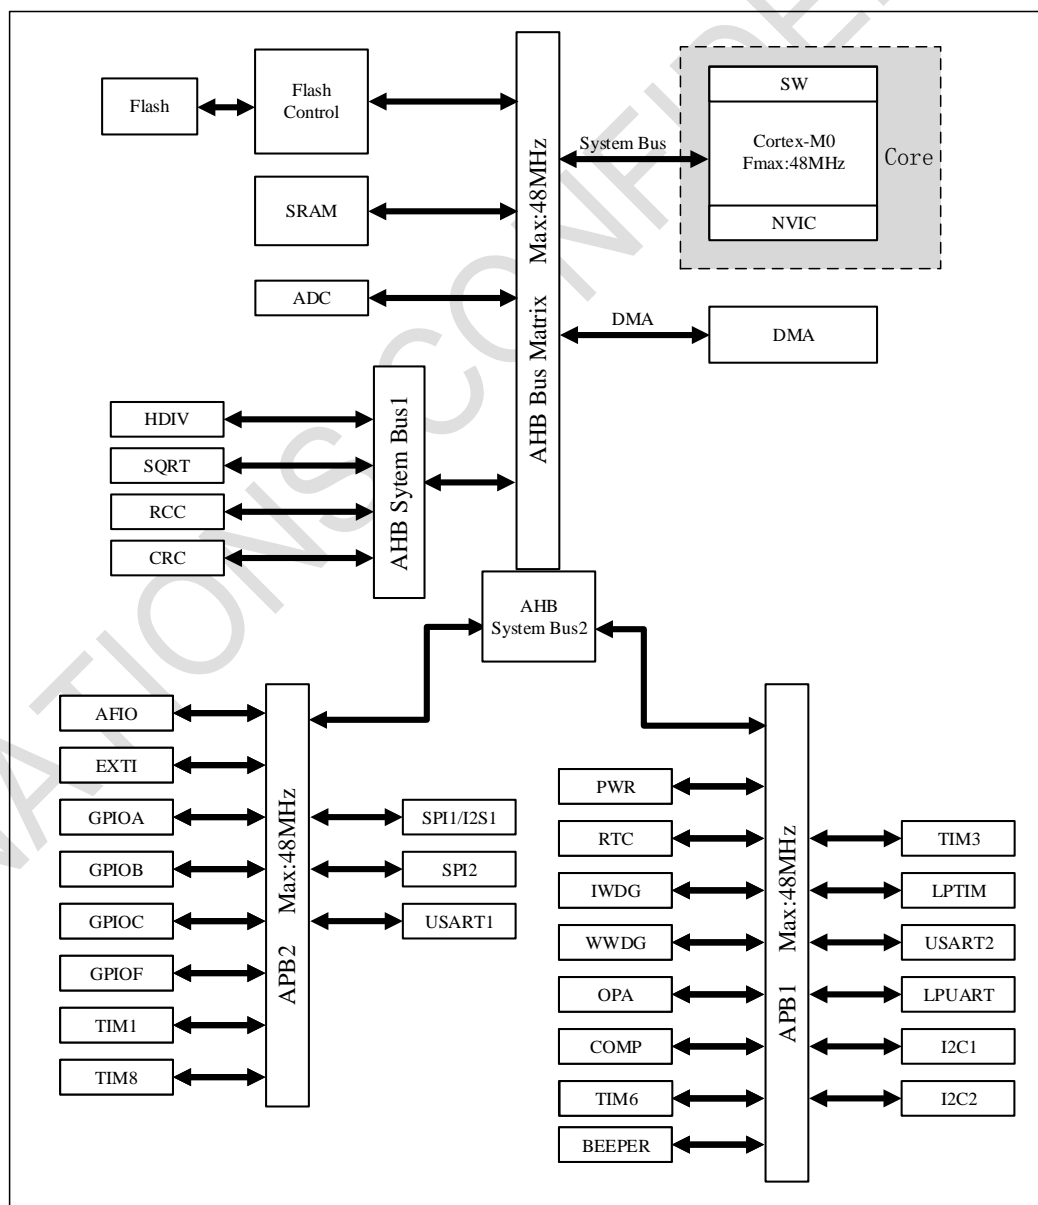 Flash
Flash
Control
SRAM
ADC
AHB Bus Matrix Max:48MHz
System Bus
SW
Cortex-M0
Fmax:48MHz
NVIC
Core
DMA
DMA
HDIV
SQRT
RCC
CRC
AHB Sytem Bus1
AHB
System Bus2
AFIO
EXTI
GPIOA
GPIOB
GPIOC
GPIOF
TIM1
TIM8
APB2 Max:48MHz
SPI1/I2S1
SPI2
USART1
PWR
RTC
IWDG
WWDG
OPA
COMP
TIM6
BEEPER
APB1 Max:48MHz
TIM3
LPTIM
USART2
LPUART
I2C1
I2C2
NATIONS CONFIDE